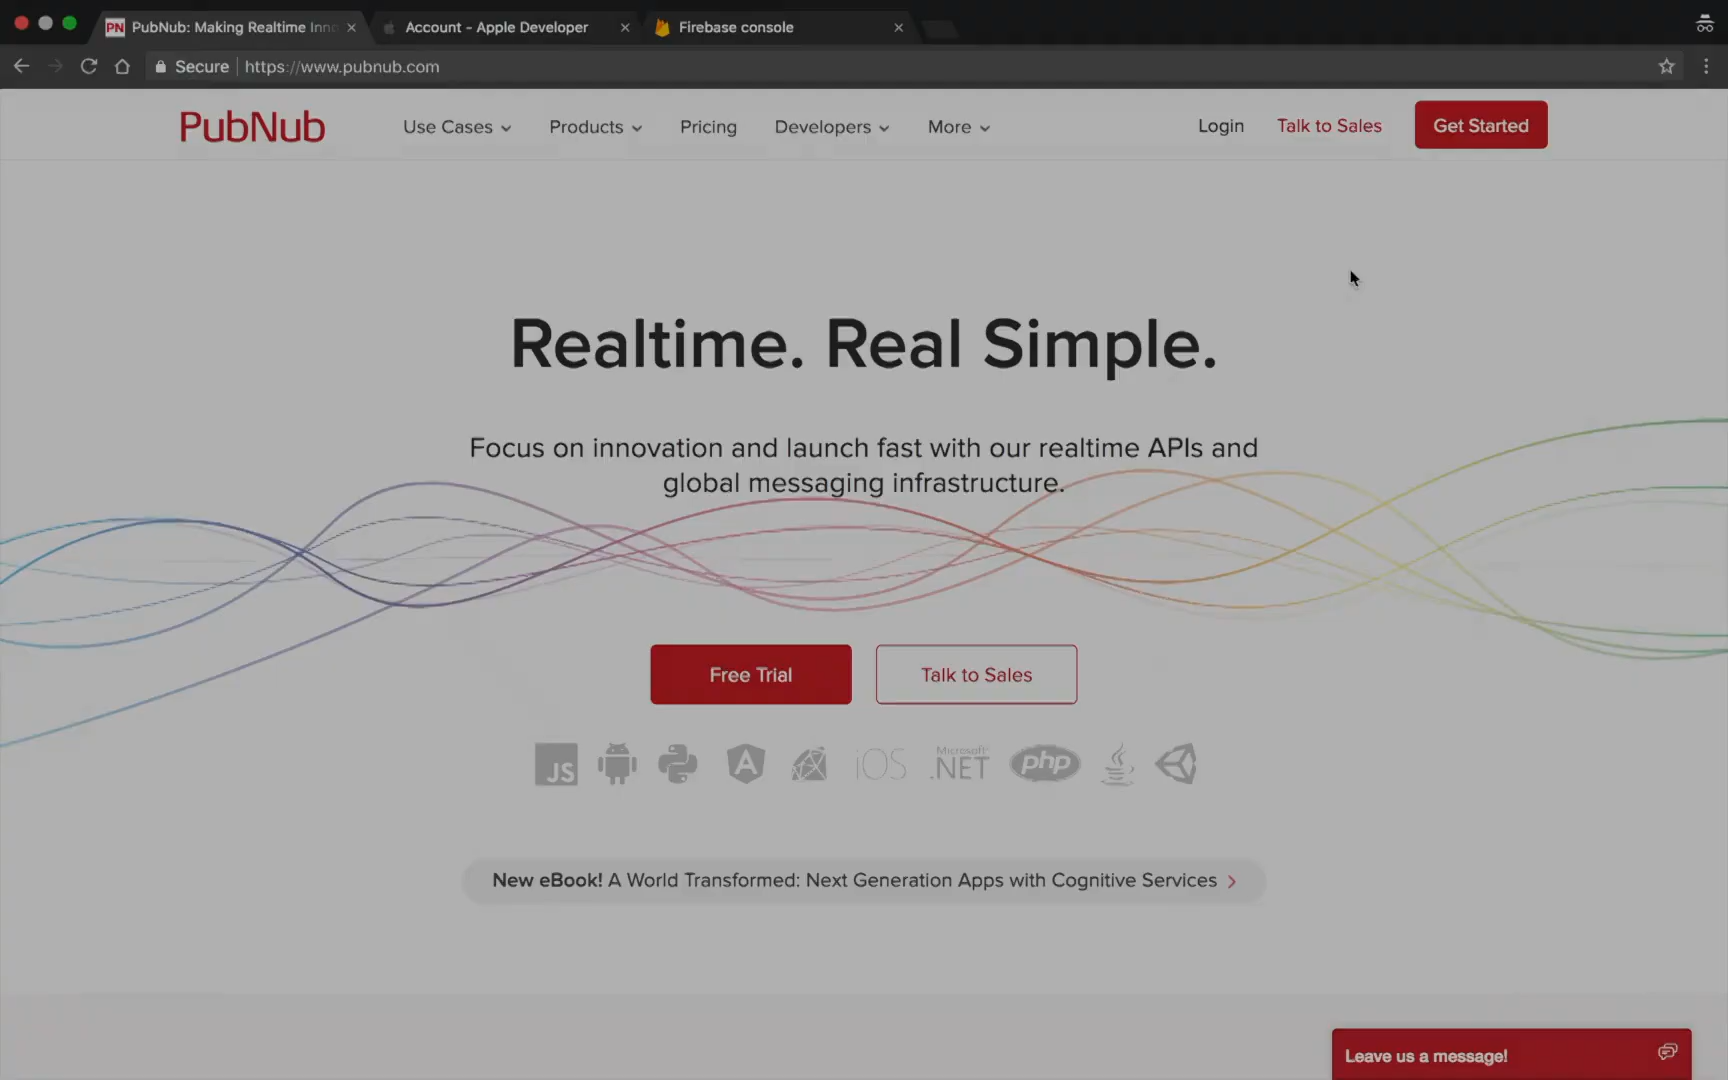 PN PubNub: Making Realtime Inno
Account - Apple Developer
Firebase console
Secure https://www.pubnub.com
PubNub
Use Cases
Products
Pricing
Developers
More
Login
Talk to Sales
Get Started
Realtime. Real Simple.
Focus on innovation and launch fast with our realtime APIs and
global messaging infrastructure.
Free Trial
Talk to Sales
JS
A
iOS
Microsoft®
.NET
php
New eBook! A World Transformed: Next Generation Apps with Cognitive Services
Leave us a message!